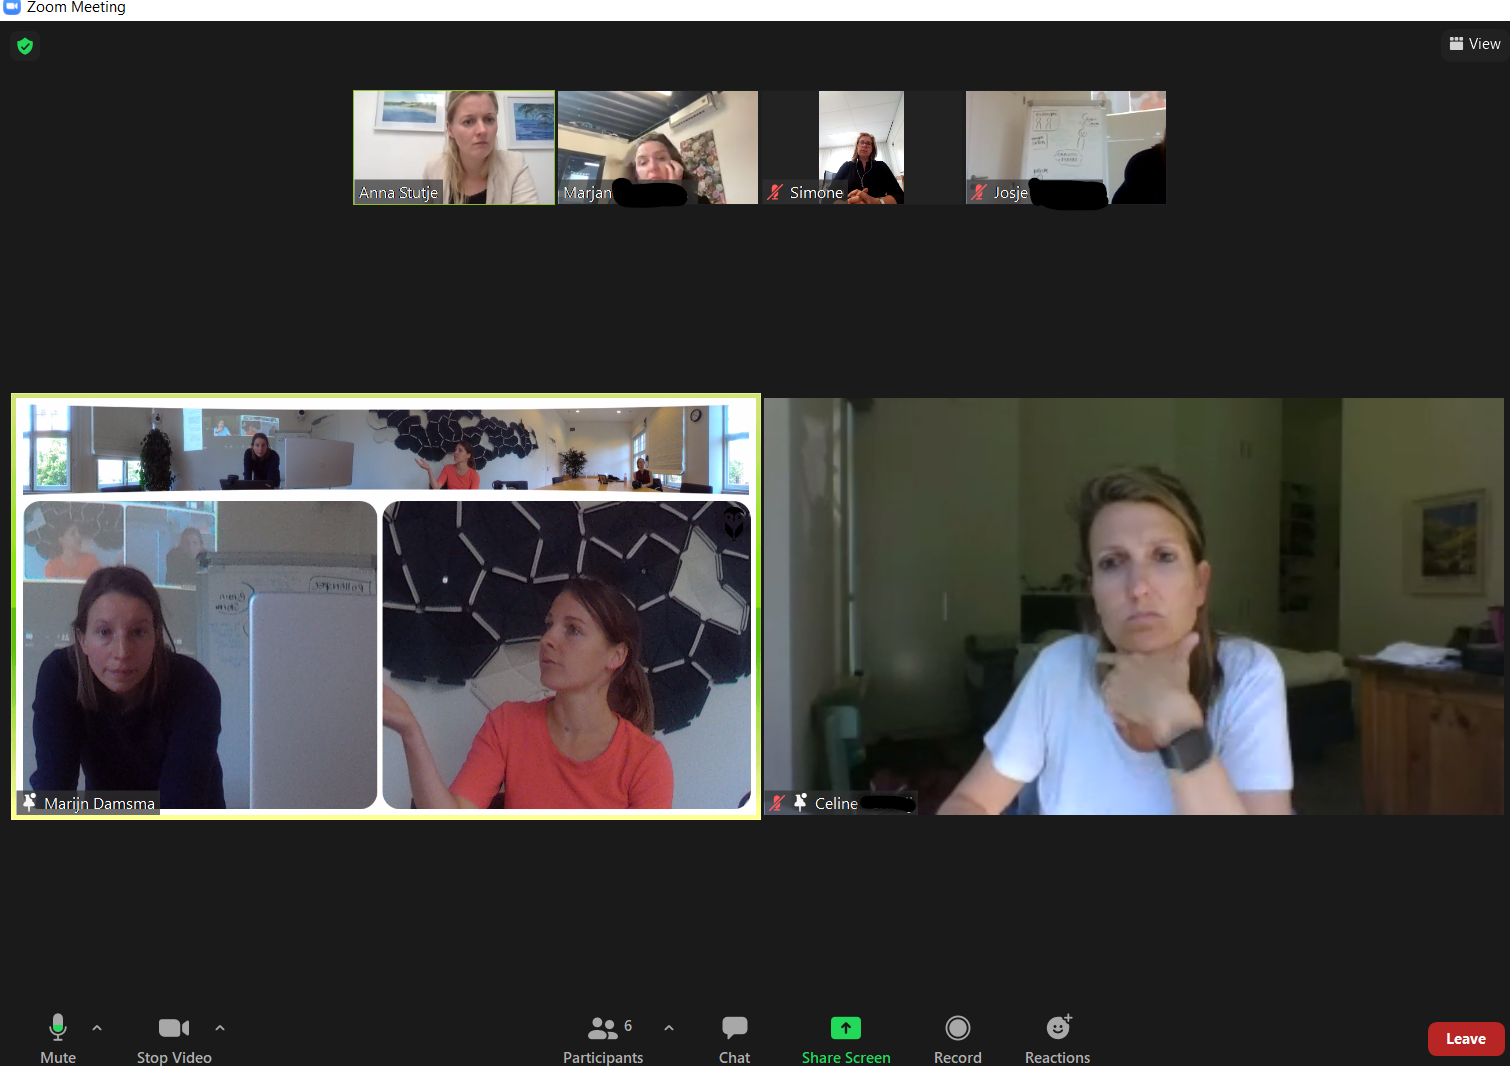 Zoom Meeting
View
Anna Stutje
Marjan
Simone
Josje
Marijn Damsma
Celine
6
Mute
Stop Video
Participants
Chat
Share Screen
Record
Reactions
Leave